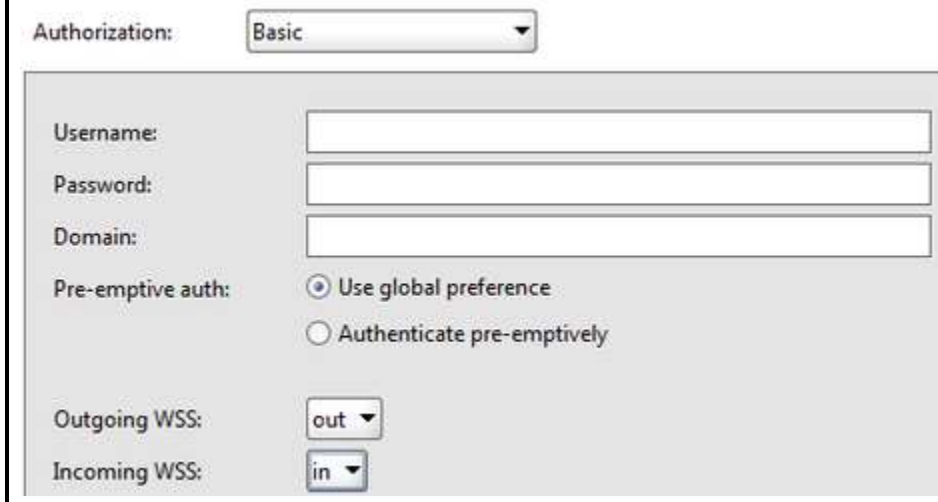 Authorization: Basic
Username:
Password:
Domain:
Pre-emptive auth: Use global preference
Authenticate pre-emptively
Outgoing WSS: out
Incoming WSS: in